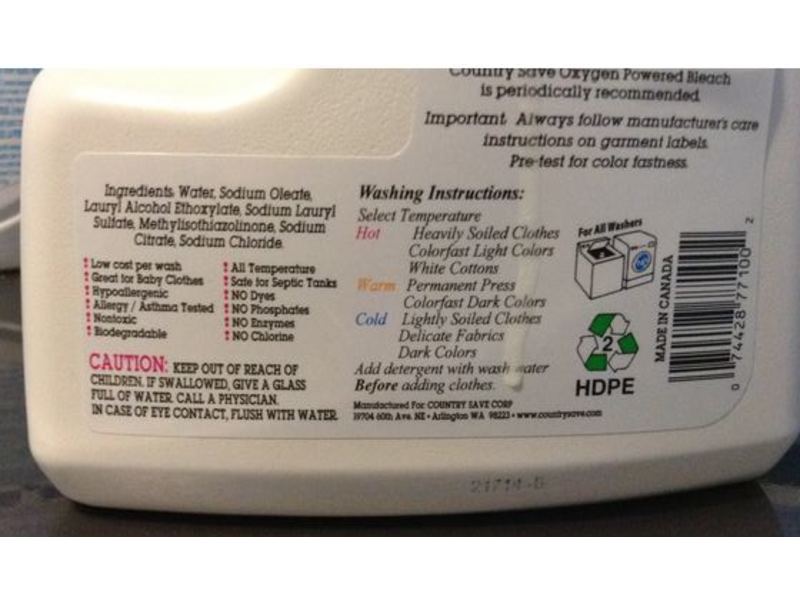 Country Save Oxygen Powered Bleach
is periodically recommended.
Important. Always follow manufacturer's care
instructions on garment labels.
Pre-test for color fastness.
Ingredients: Water, Sodium Oleate,
Lauryl Alcohol Ethoxylate, Sodium Lauryl
Sulfate, Methylisothiazolinone, Sodium
Citrate, Sodium Chloride.
Low cost per wash
Great for Baby Clothes
Hypoallergenic
Allergy / Asthma Tested
Nontoxic
Biodegradable
All Temperature
Safe for Septic Tanks
NO Dyes
NO Phosphates
NO Enzymes
NO Chlorine
CAUTION: KEEP OUT OF REACH OF
CHILDREN. IF SWALLOWED, GIVE A GLASS
FULL OF WATER. CALL A PHYSICIAN.
IN CASE OF EYE CONTACT, FLUSH WITH WATER.
Washing Instructions:
Select Temperature
Hot Heavily Soiled Clothes
Colorfast Light Colors
White Cottons
Warm Permanent Press
Colorfast Dark Colors
Cold Lightly Soiled Clothes
Delicate Fabrics
Dark Colors
Add detergent with wash water
Before adding clothes.
Manufactured For COUNTRY SAVE CORP
19704 60th Ave. NE • Arlington WA 98223 • www.countrysave.com
For All Washers
2
HDPE
MADE IN CANADA
0 74428 77100 2
21714-B